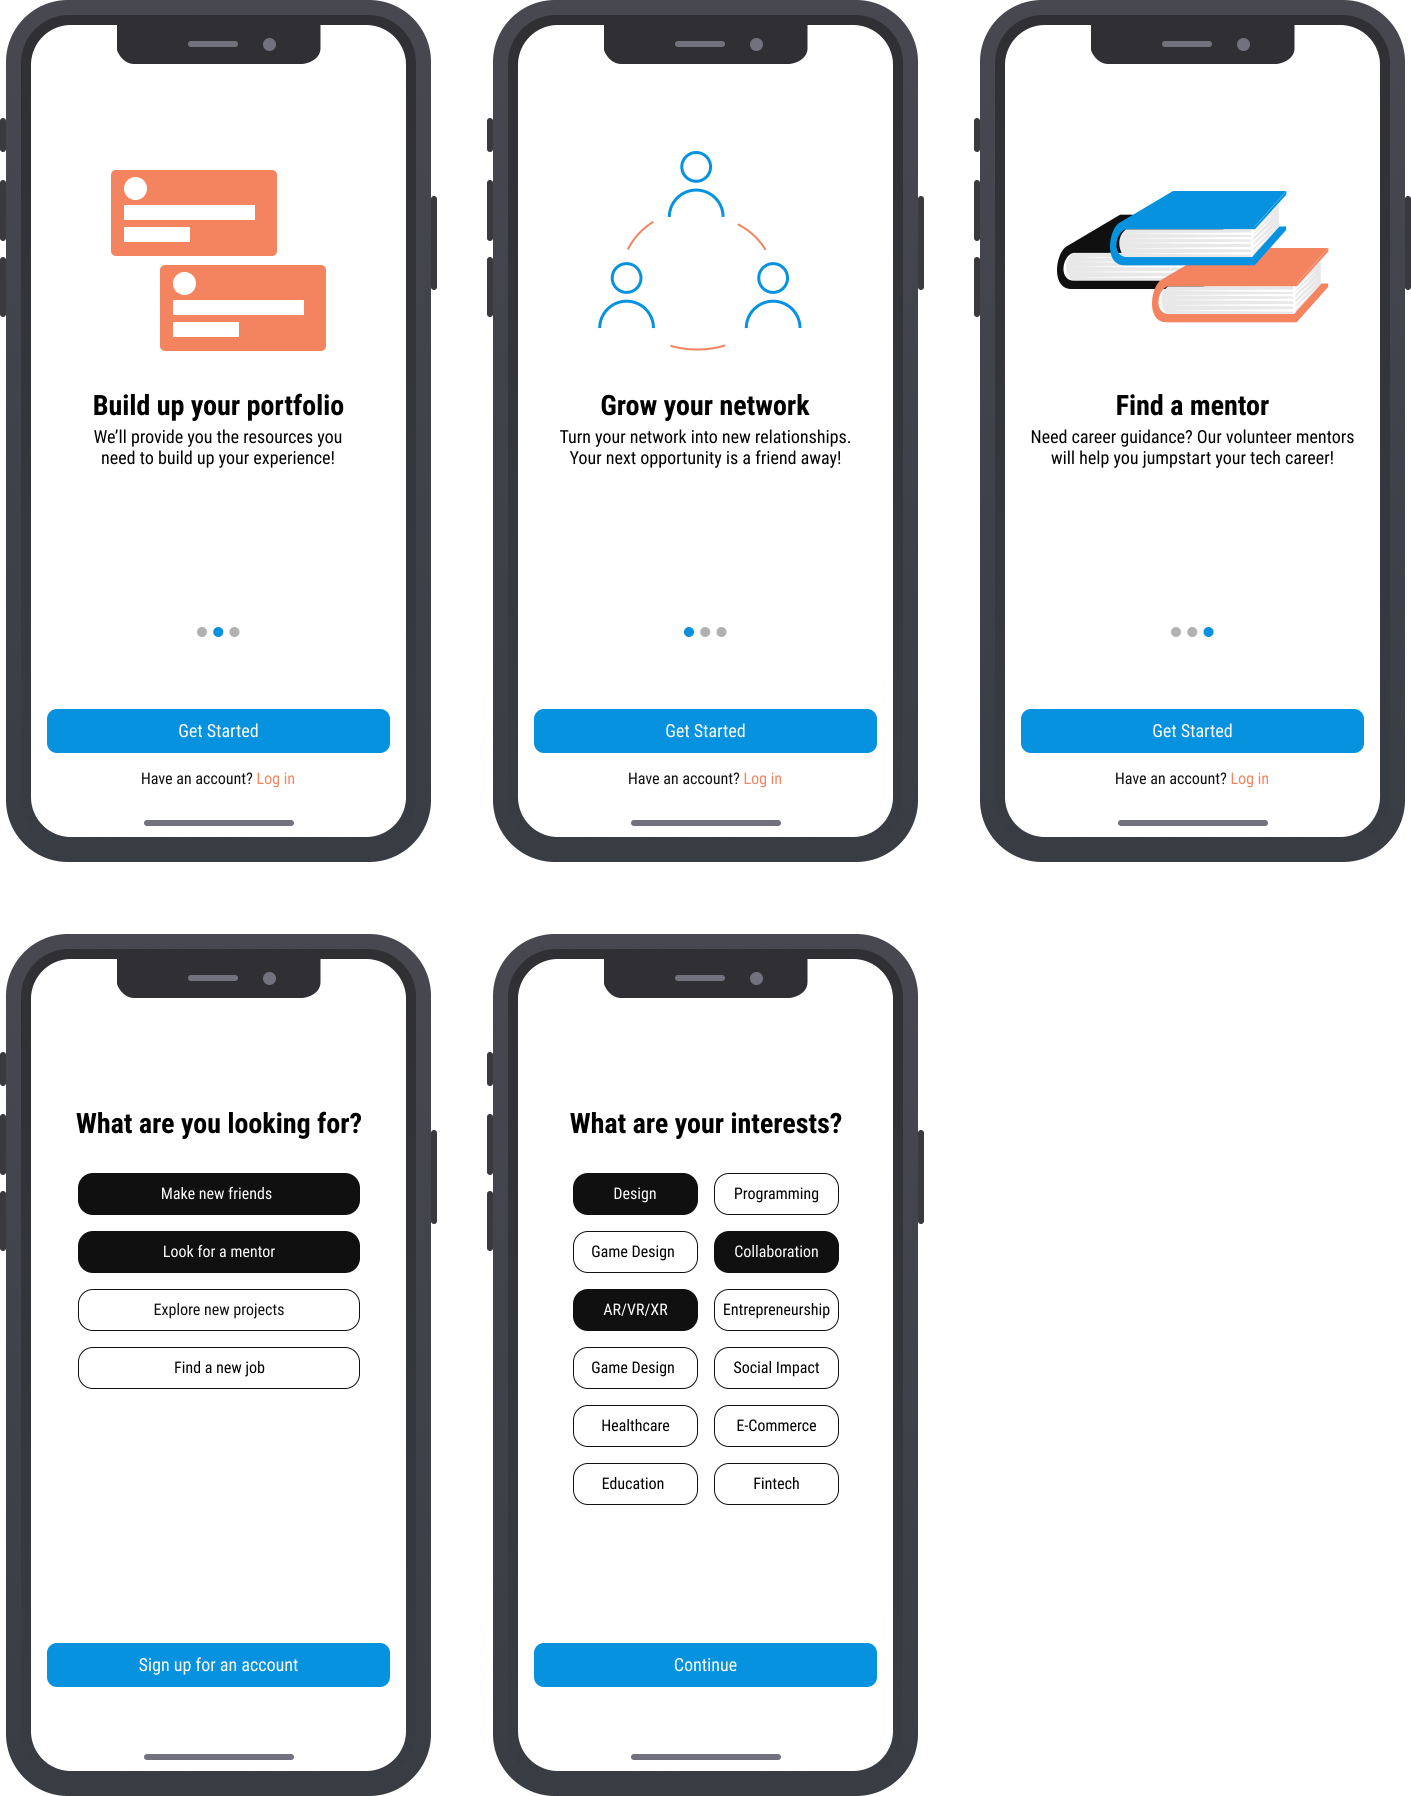 Build up your portfolio
We’ll provide you the resources you
need to build up your experience!
Get Started
Have an account? Log in
Grow your network
Turn your network into new relationships.
Your next opportunity is a friend away!
Get Started
Have an account? Log in
Find a mentor
Need career guidance? Our volunteer mentors
will help you jumpstart your tech career!
Get Started
Have an account? Log in
What are you looking for?
Make new friends
Look for a mentor
Explore new projects
Find a new job
Sign up for an account
What are your interests?
Design
Programming
Game Design
Collaboration
AR/VR/XR
Entrepreneurship
Game Design
Social Impact
Healthcare
E-Commerce
Education
Fintech
Continue